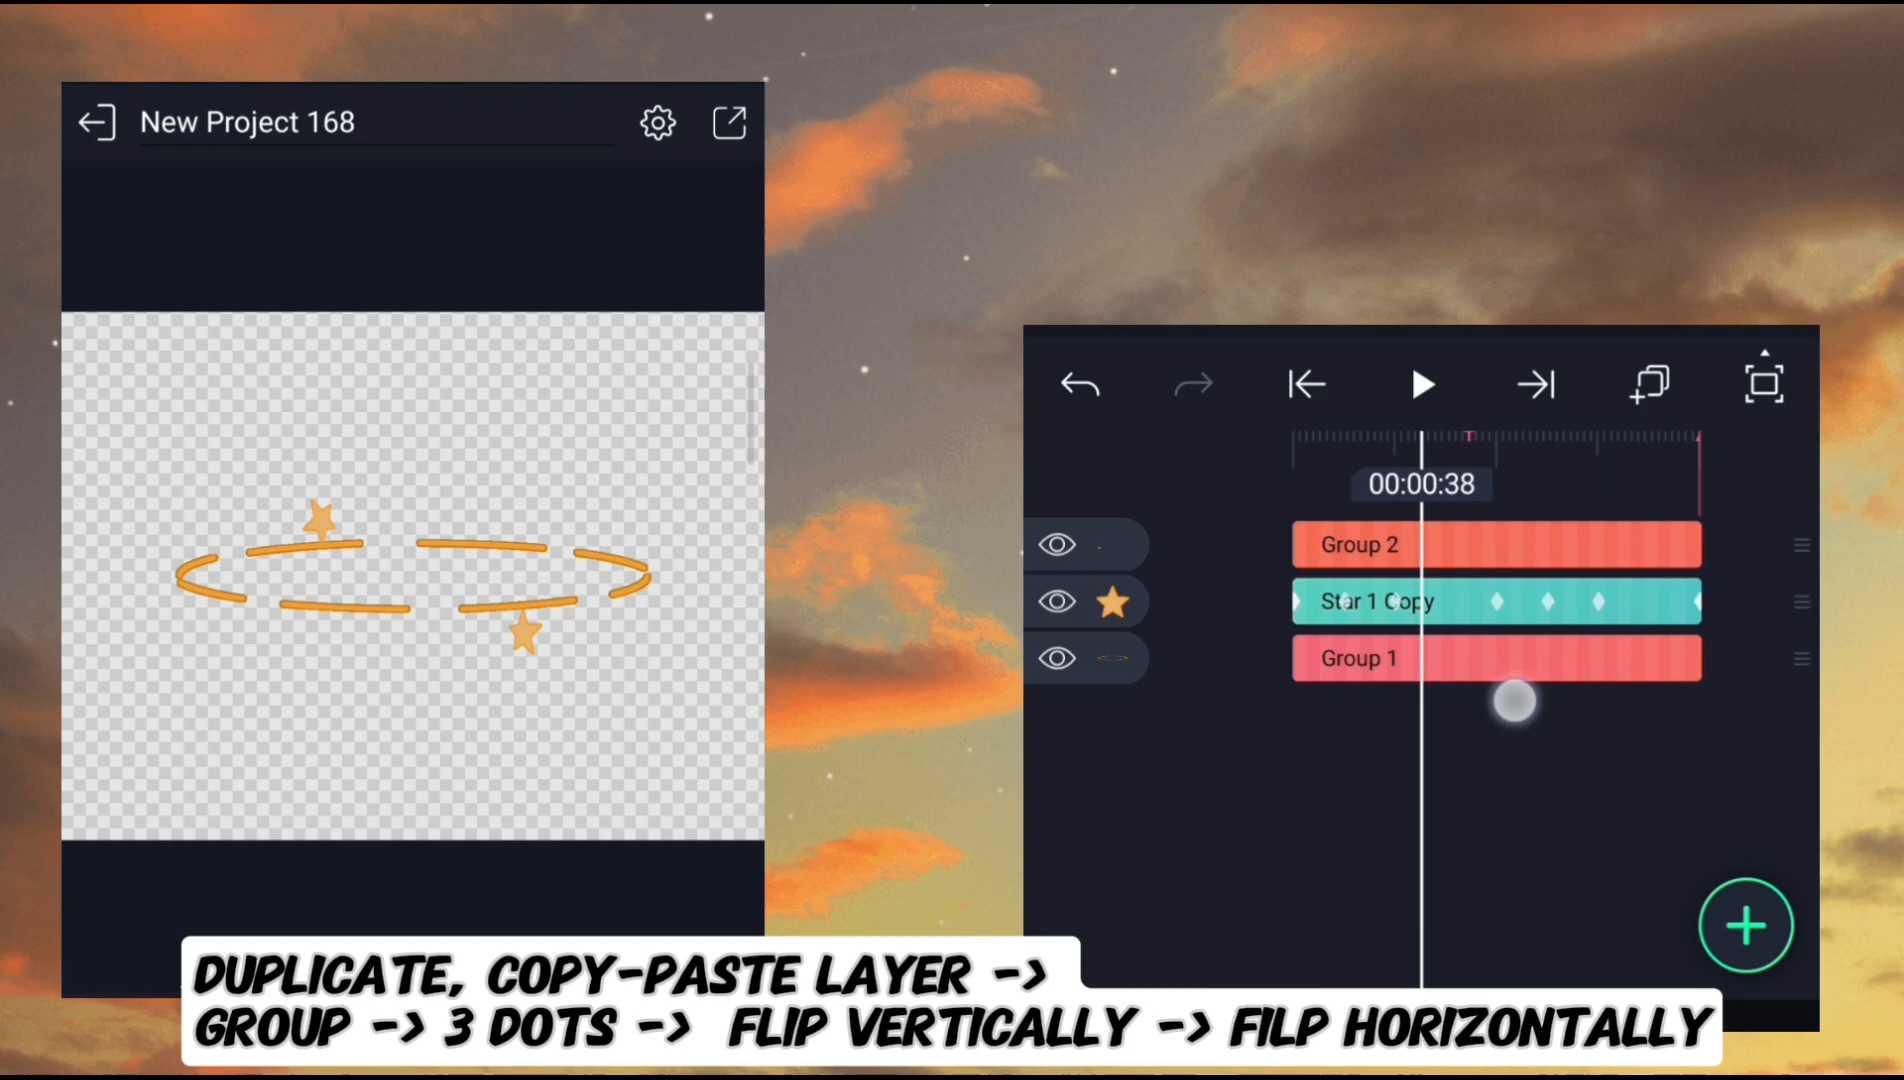 New Project 168
00:00:38
Group 2
Star 1 Copy
Group 1
DUPLICATE, COPY-PASTE LAYER ->
GROUP -> 3 DOTS -> FLIP VERTICALLY -> FILP HORIZONTALLY